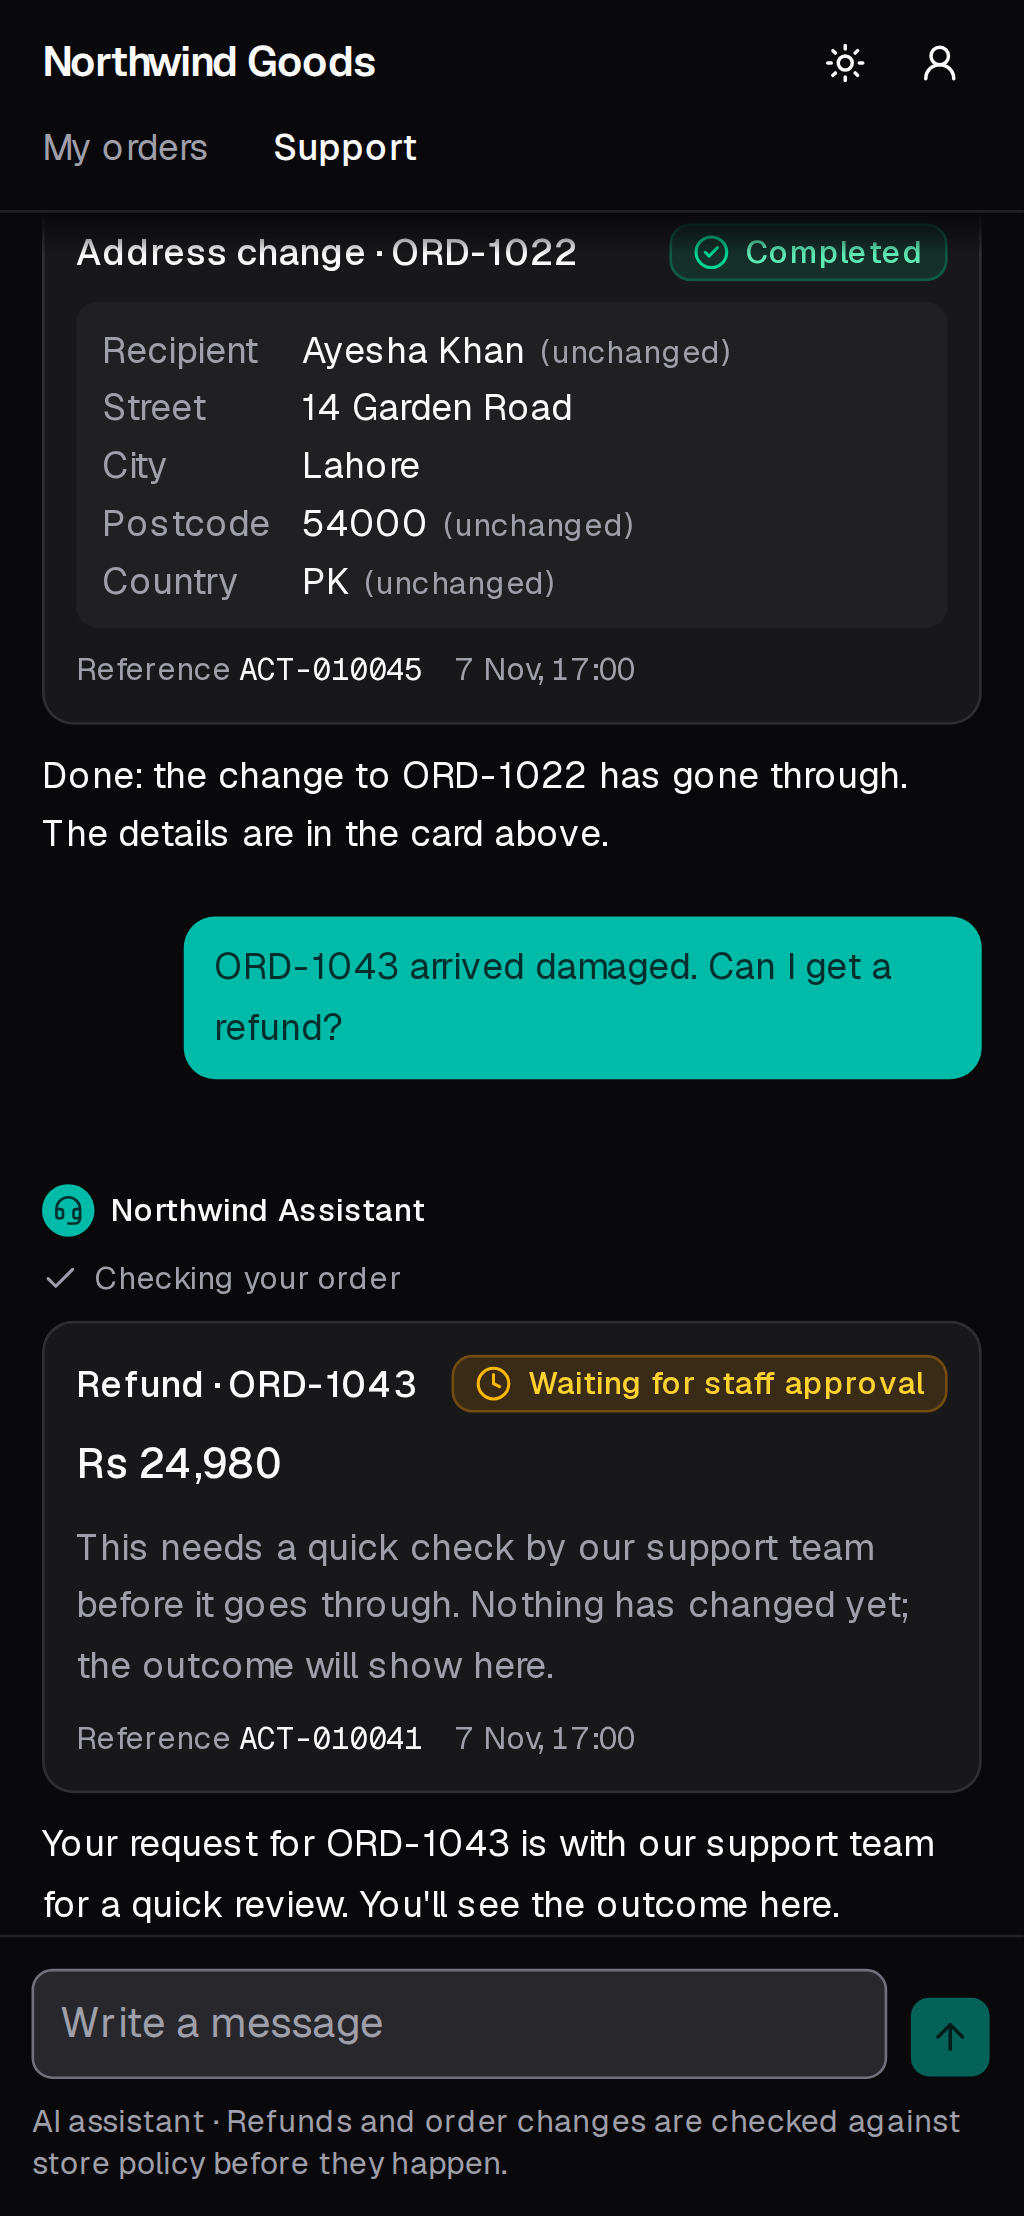 Northwind Goods
My orders Support
Address change · ORD-1022 Completed
Recipient Ayesha Khan (unchanged)
Street 14 Garden Road
City Lahore
Postcode 54000 (unchanged)
Country PK (unchanged)
Reference ACT-010045 7 Nov, 17:00
Done: the change to ORD-1022 has gone through.
The details are in the card above.
ORD-1043 arrived damaged. Can I get a
refund?
Northwind Assistant
Checking your order
Refund · ORD-1043 Waiting for staff approval
Rs 24,980
This needs a quick check by our support team
before it goes through. Nothing has changed yet;
the outcome will show here.
Reference ACT-010041 7 Nov, 17:00
Your request for ORD-1043 is with our support team
for a quick review. You'll see the outcome here.
Write a message
AI assistant · Refunds and order changes are checked against
store policy before they happen.